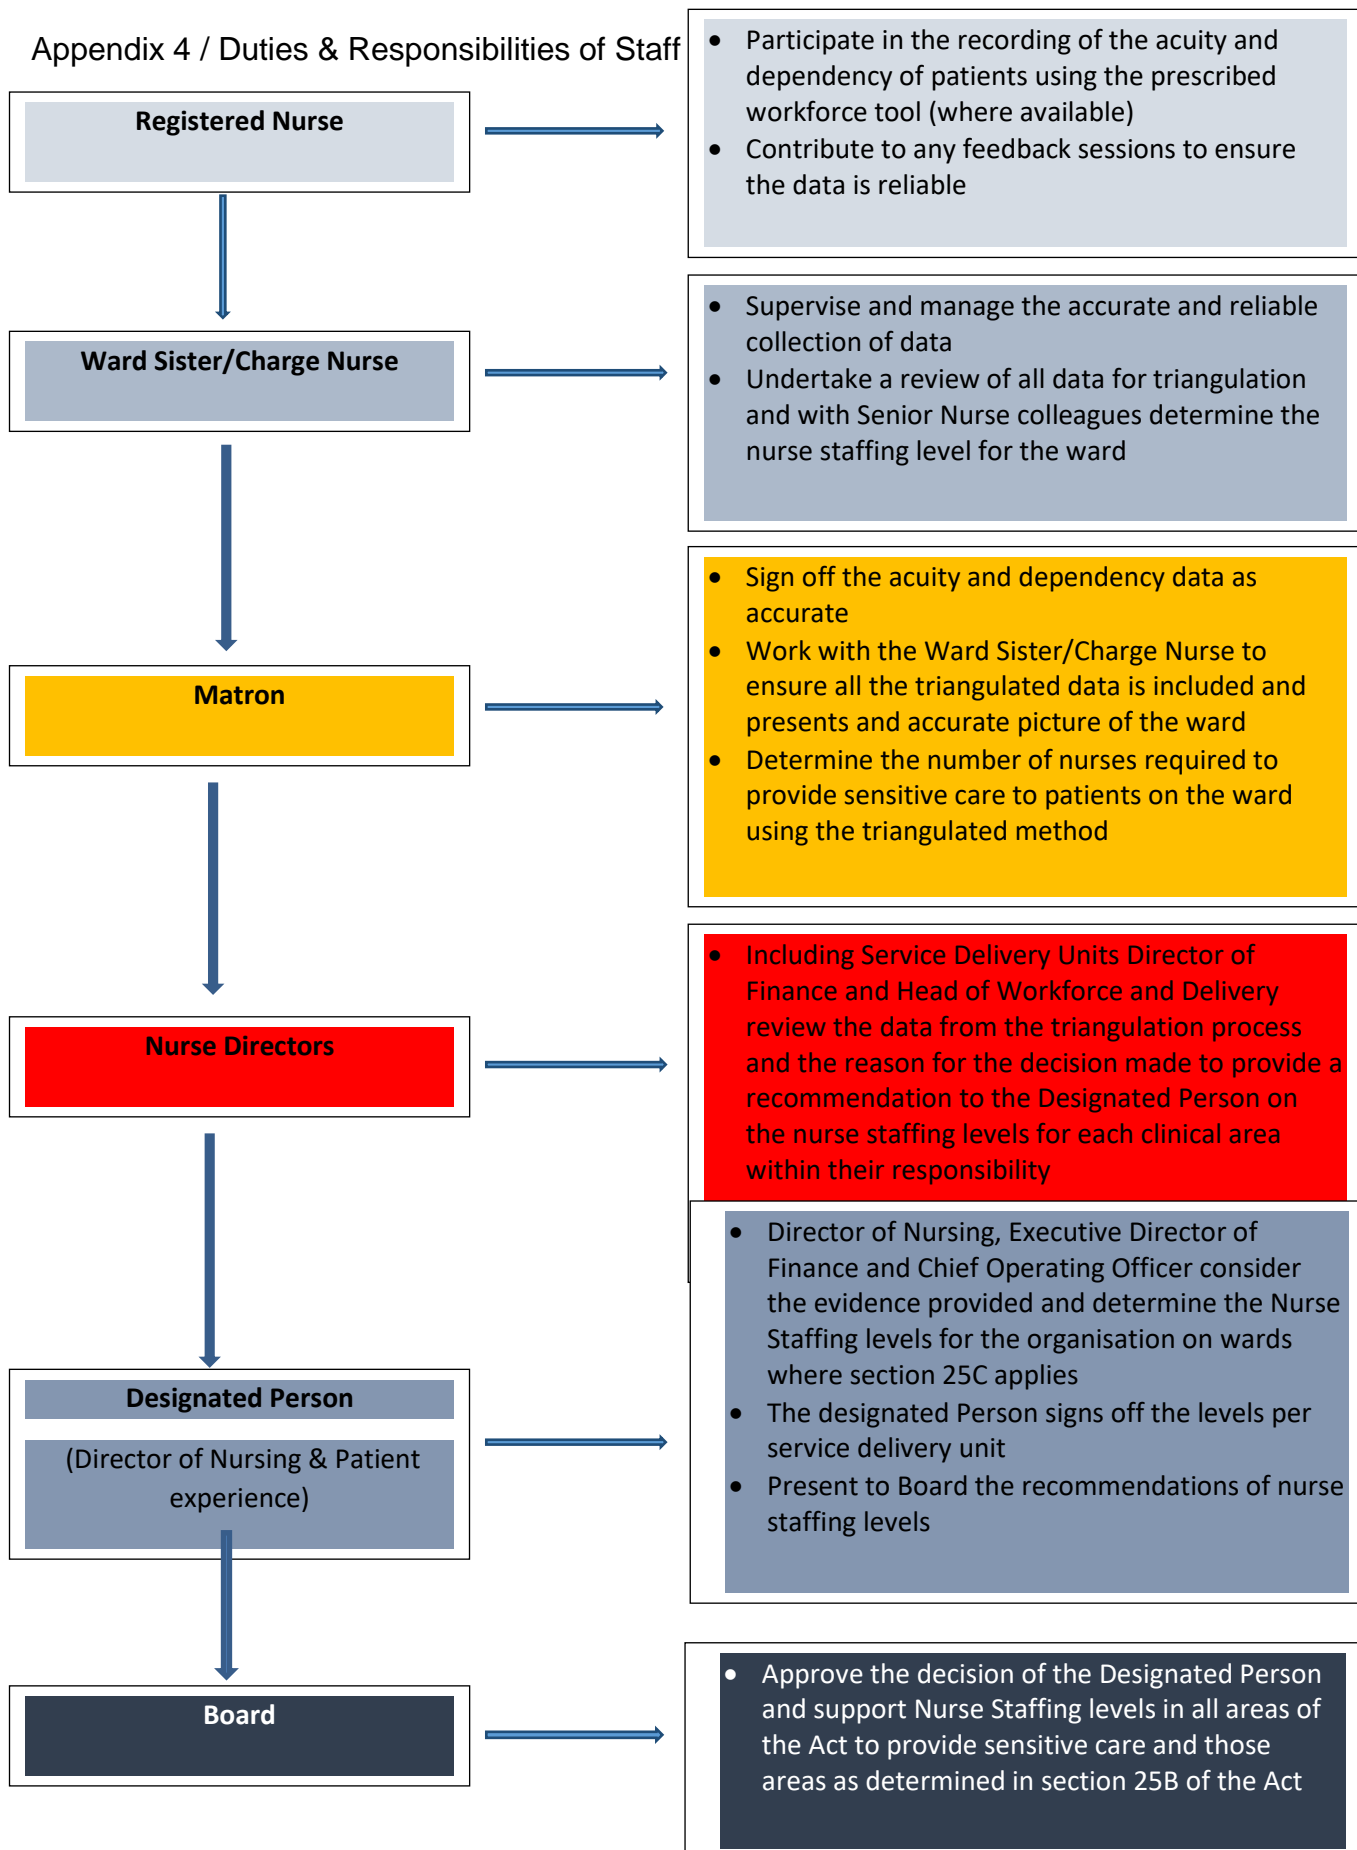 Appendix 4 / Duties & Responsibilities of Staff
Registered Nurse
• Participate in the recording of the acuity and
dependency of patients using the prescribed
workforce tool (where available)
• Contribute to any feedback sessions to ensure
the data is reliable
Ward Sister/Charge Nurse
• Supervise and manage the accurate and reliable
collection of data
• Undertake a review of all data for triangulation
and with Senior Nurse colleagues determine the
nurse staffing level for the ward
Matron
• Sign off the acuity and dependency data as
accurate
• Work with the Ward Sister/Charge Nurse to
ensure all the triangulated data is included and
presents and accurate picture of the ward
• Determine the number of nurses required to
provide sensitive care to patients on the ward
using the triangulated method
Nurse Directors
• Including Service Delivery Units Director of
Finance and Head of Workforce and Delivery
review the data from the triangulation process
and the reason for the decision made to provide a
recommendation to the Designated Person on
the nurse staffing levels for each clinical area
within their responsibility
Designated Person
(Director of Nursing & Patient
experience)
• Director of Nursing, Executive Director of
Finance and Chief Operating Officer consider
the evidence provided and determine the Nurse
Staffing levels for the organisation on wards
where section 25C applies
• The designated Person signs off the levels per
service delivery unit
• Present to Board the recommendations of nurse
staffing levels
Board
• Approve the decision of the Designated Person
and support Nurse Staffing levels in all areas of
the Act to provide sensitive care and those
areas as determined in section 25B of the Act